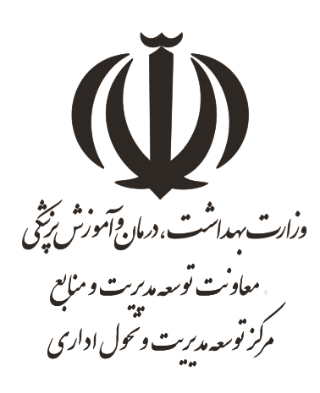 وزارت بهداشت، درمان و آموزش پزشکی
معاونت توسعه مدیریت و منابع
مرکز توسعه مدیریت و تحول اداری